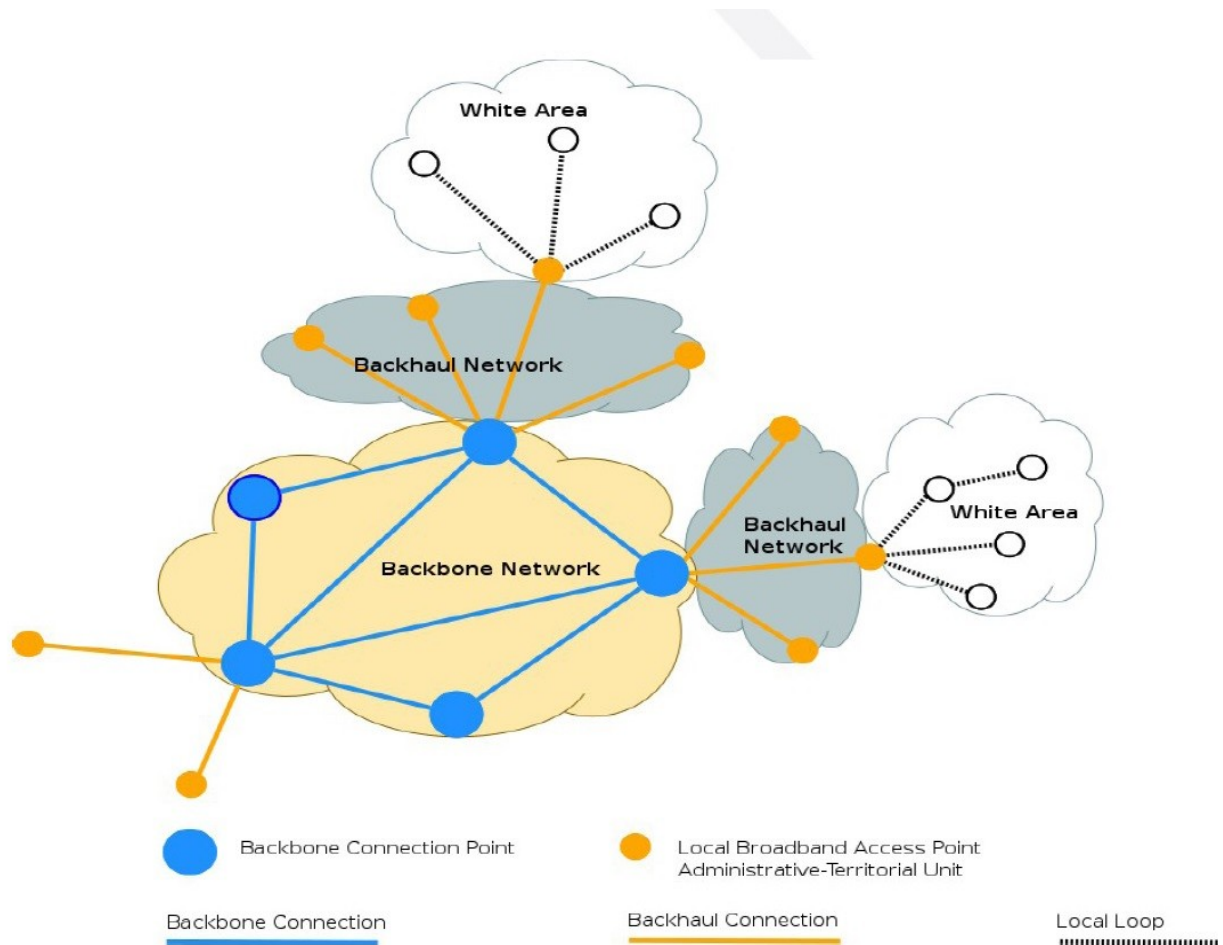 White Area
Backhaul Network
Backbone Network
Backhaul
Network
White Area
Backbone Connection Point
Local Broadband Access Point
Administrative-Territorial Unit
Backbone Connection
Backhaul Connection
Local Loop